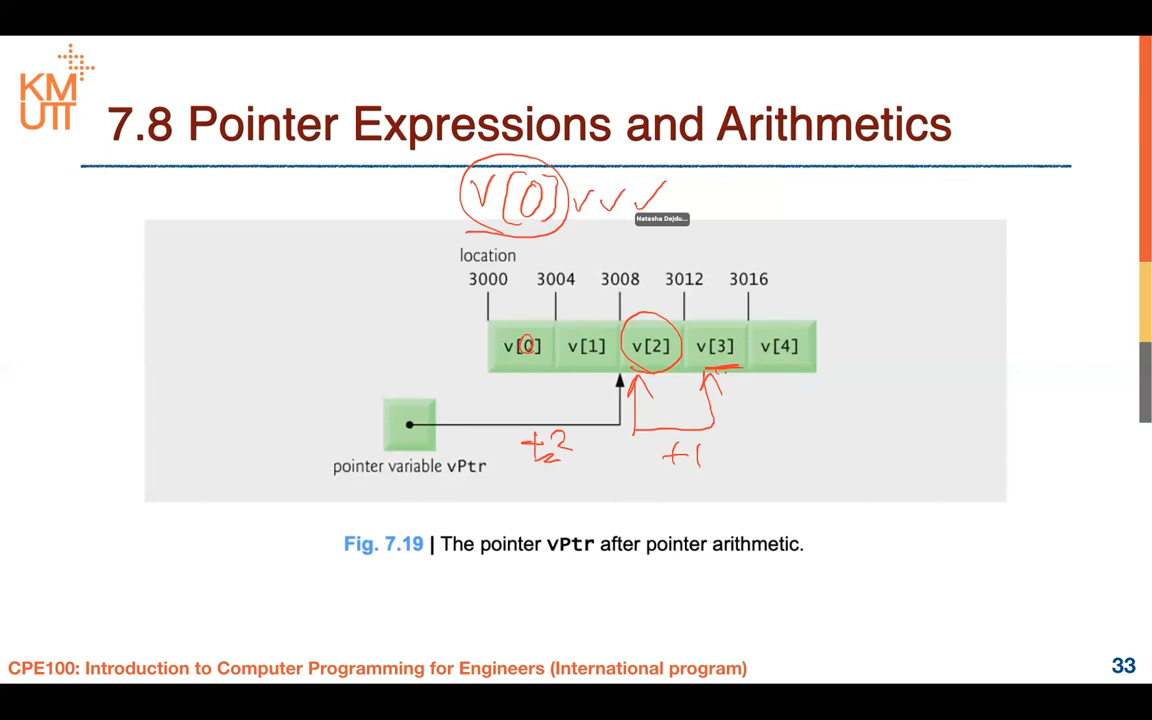 KM
UTT
7.8 Pointer Expressions and Arithmetics
v[0]
Natasha Dejdu...
location
3000 3004 3008 3012 3016
v[0] v[1] v[2] v[3] v[4]
+2
+1
pointer variable vPtr
Fig. 7.19 | The pointer vPtr after pointer arithmetic.
CPE100: Introduction to Computer Programming for Engineers (International program)
33